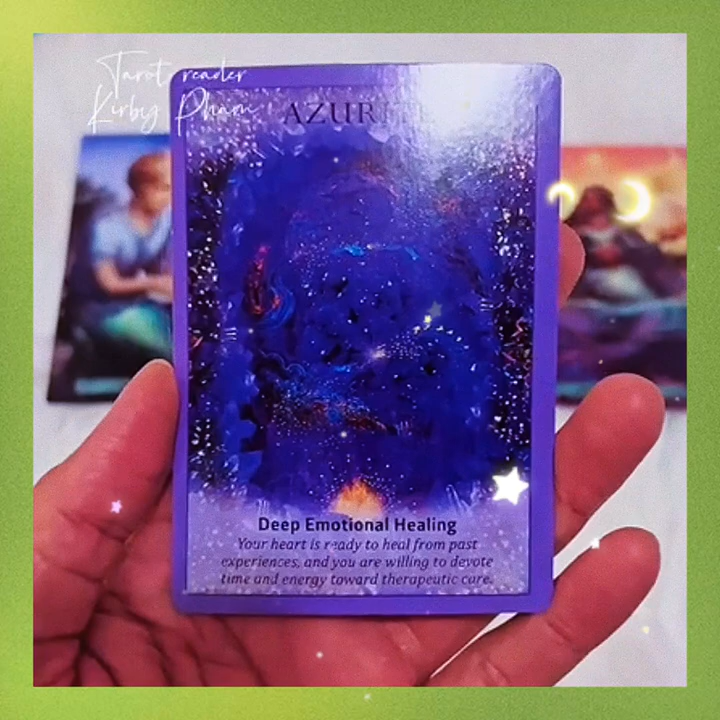 Tarot reader
Kirby Pham
AZURITE
Deep Emotional Healing
Your heart is ready to heal from past
experiences, and you are willing to devote
time and energy toward therapeutic care.